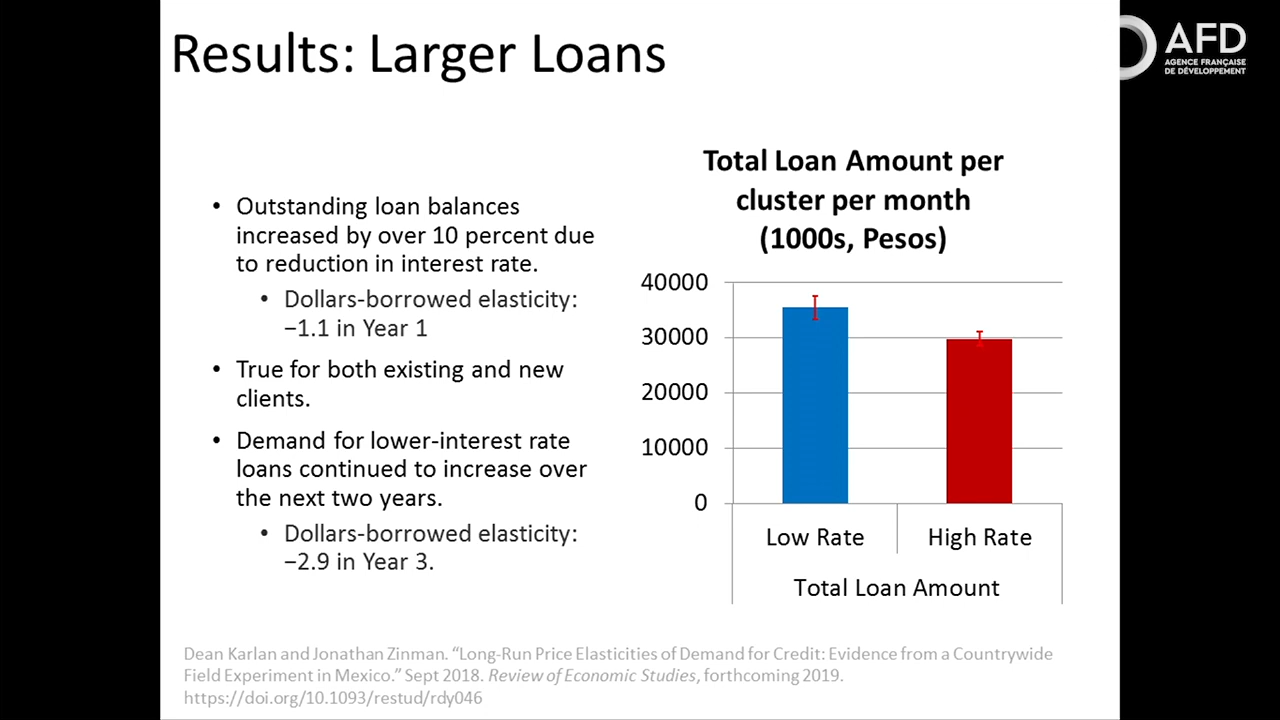 Results: Larger Loans
AFD
AGENCE FRANÇAISE
DE DÉVELOPPEMENT
• Outstanding loan balances
increased by over 10 percent due
to reduction in interest rate.
• Dollars-borrowed elasticity:
−1.1 in Year 1
• True for both existing and new
clients.
• Demand for lower-interest rate
loans continued to increase over
the next two years.
• Dollars-borrowed elasticity:
−2.9 in Year 3.
Total Loan Amount per
cluster per month
(1000s, Pesos)
40000
30000
20000
10000
0
Low Rate
High Rate
Total Loan Amount
Dean Karlan and Jonathan Zinman. “Long-Run Price Elasticities of Demand for Credit: Evidence from a Countrywide
Field Experiment in Mexico.” Sept 2018. Review of Economic Studies, forthcoming 2019.
https://doi.org/10.1093/restud/rdy046